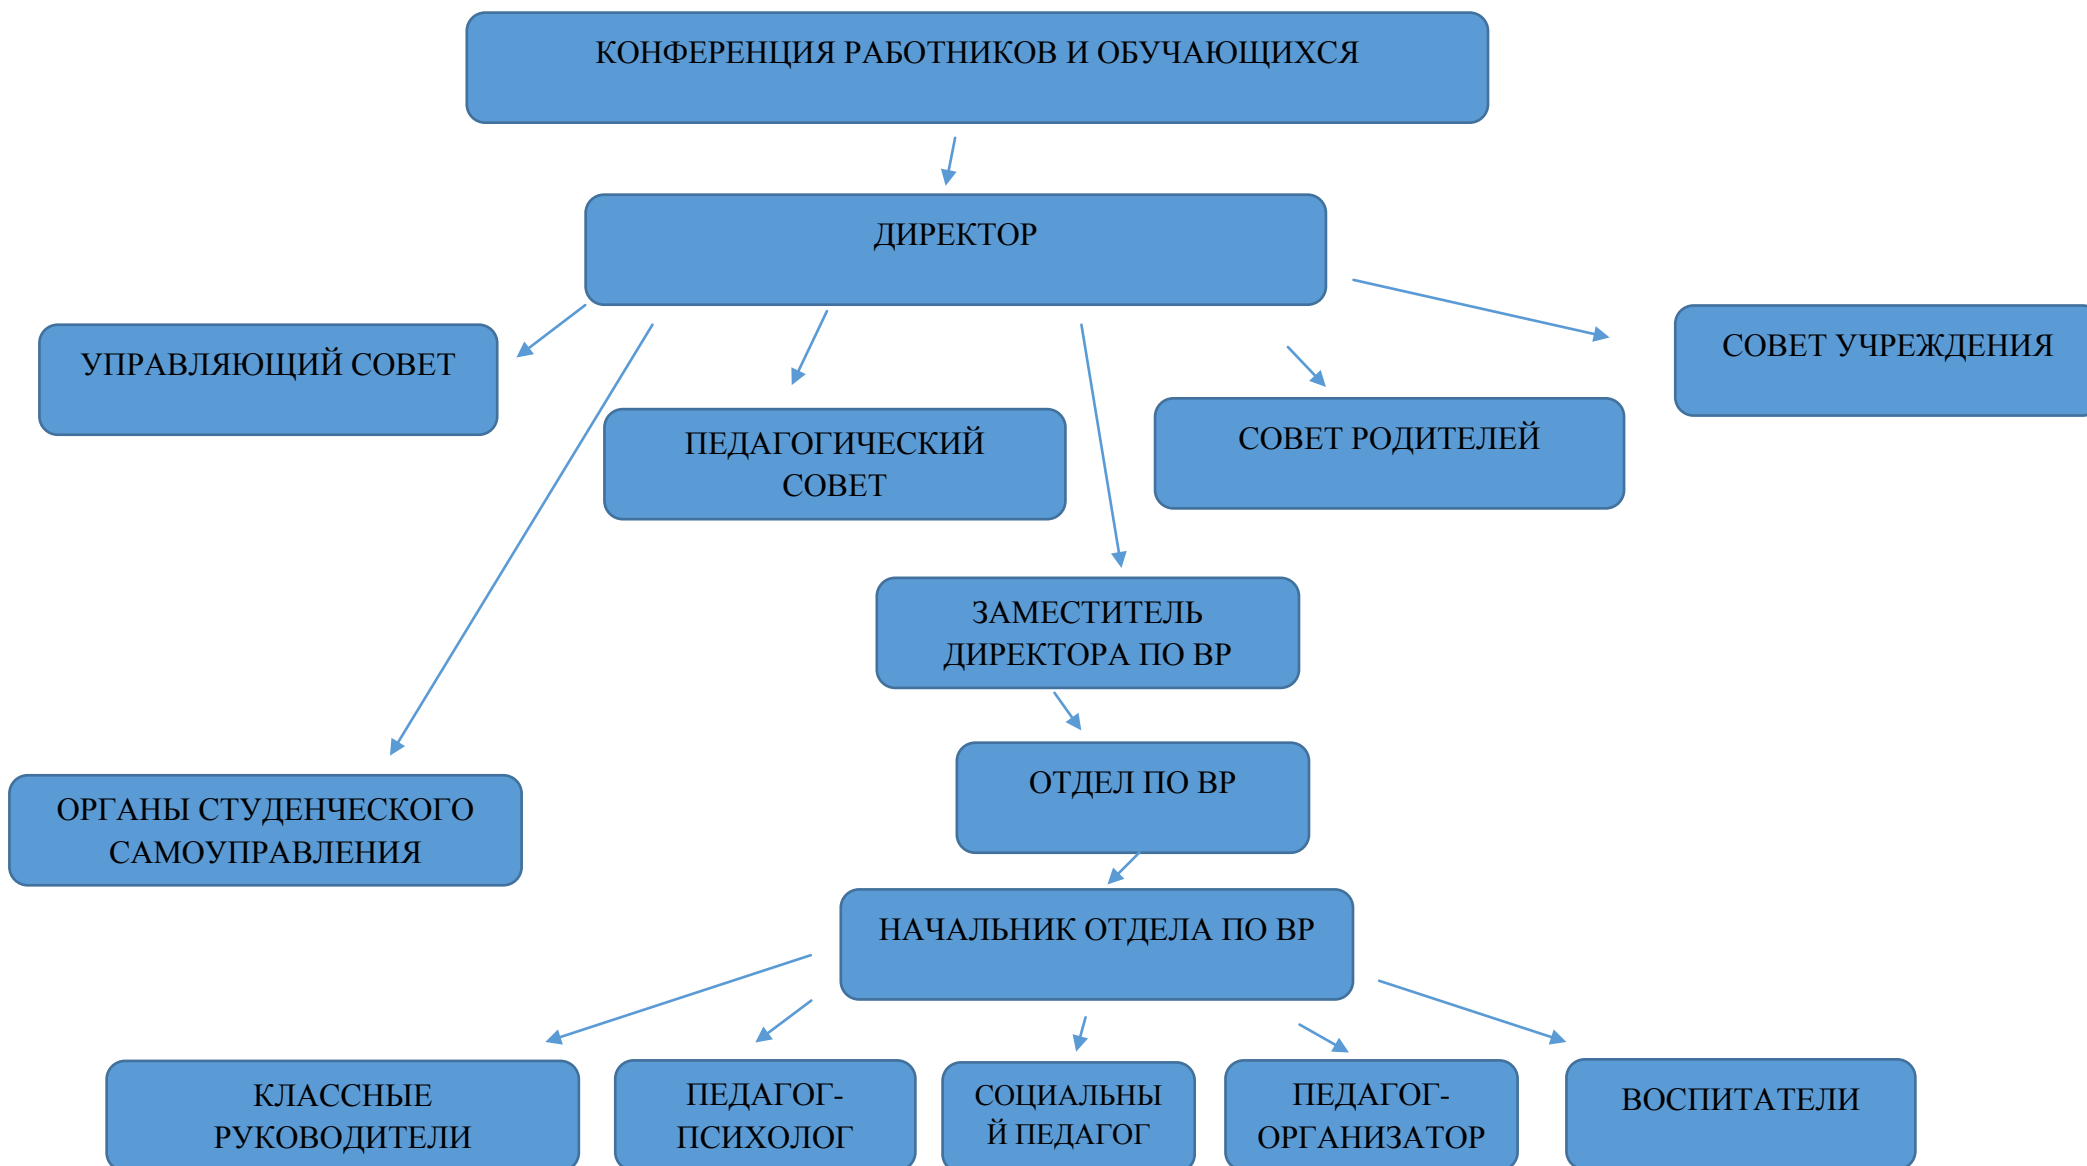 КОНФЕРЕНЦИЯ РАБОТНИКОВ И ОБУЧАЮЩИХСЯ
ДИРЕКТОР
УПРАВЛЯЮЩИЙ СОВЕТ
СОВЕТ УЧРЕЖДЕНИЯ
ПЕДАГОГИЧЕСКИЙ
СОВЕТ
СОВЕТ РОДИТЕЛЕЙ
ЗАМЕСТИТЕЛЬ
ДИРЕКТОРА ПО ВР
ОТДЕЛ ПО ВР
ОРГАНЫ СТУДЕНЧЕСКОГО
САМОУПРАВЛЕНИЯ
НАЧАЛЬНИК ОТДЕЛА ПО ВР
КЛАССНЫЕ
РУКОВОДИТЕЛИ
ПЕДАГОГ-
ПСИХОЛОГ
СОЦИАЛЬНЫ
Й ПЕДАГОГ
ПЕДАГОГ-
ОРГАНИЗАТОР
ВОСПИТАТЕЛИ